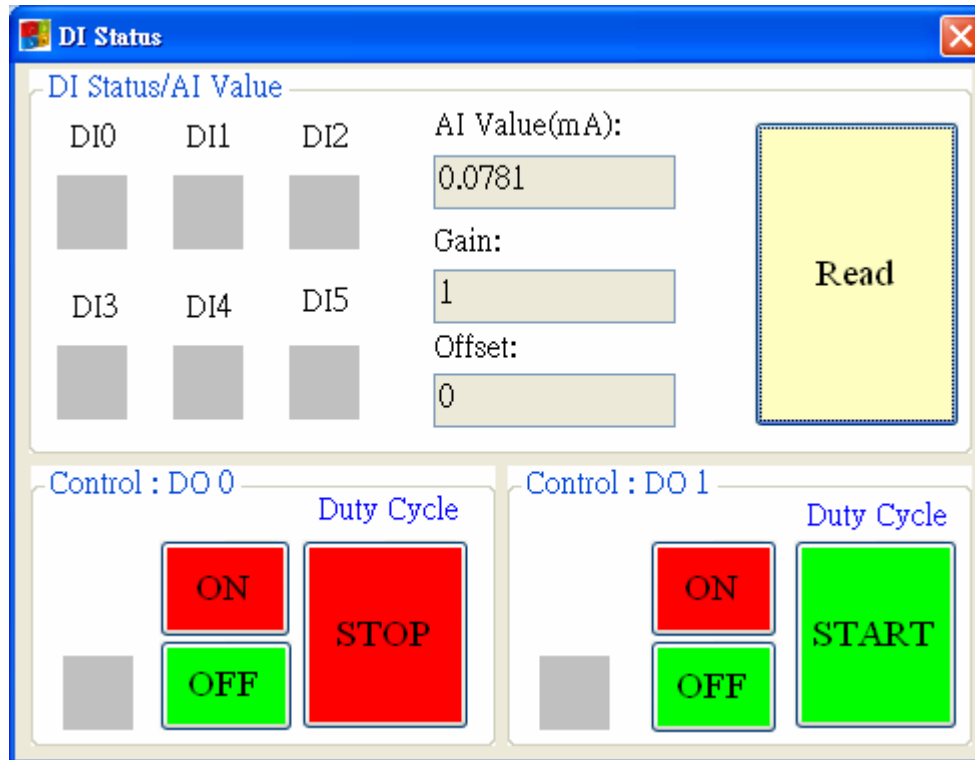 DI Status
DI Status/AI Value
DI0 DI1 DI2
AI Value(mA):
0.0781
Gain:
1
DI3 DI4 DI5
Offset:
0
Read
Control : DO 0
Duty Cycle
ON
OFF
STOP
Control : DO 1
Duty Cycle
ON
OFF
START